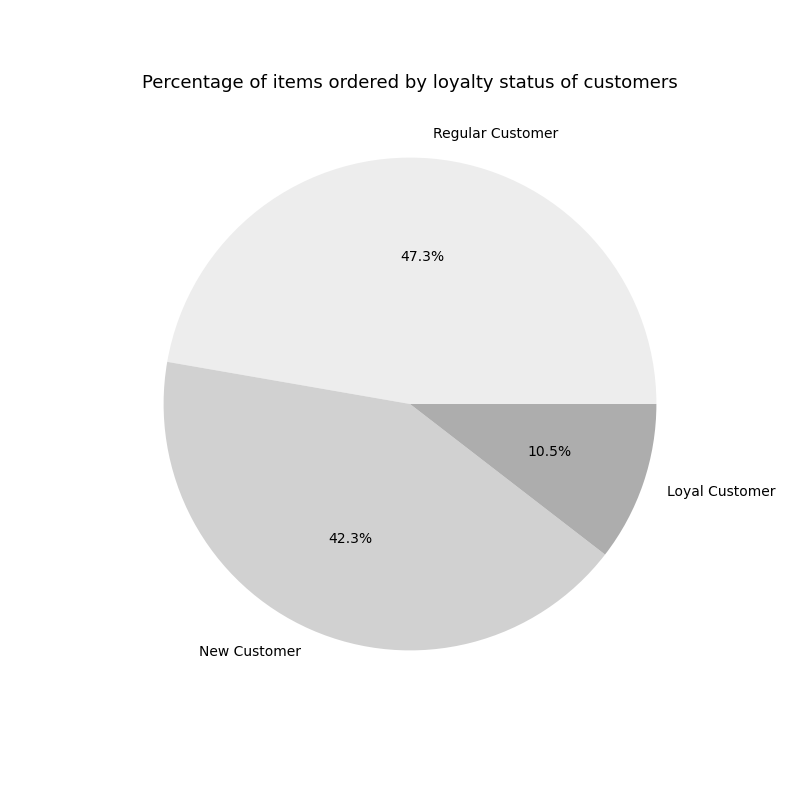 Percentage of items ordered by loyalty status of customers
Regular Customer
47.3%
10.5%
Loyal Customer
42.3%
New Customer